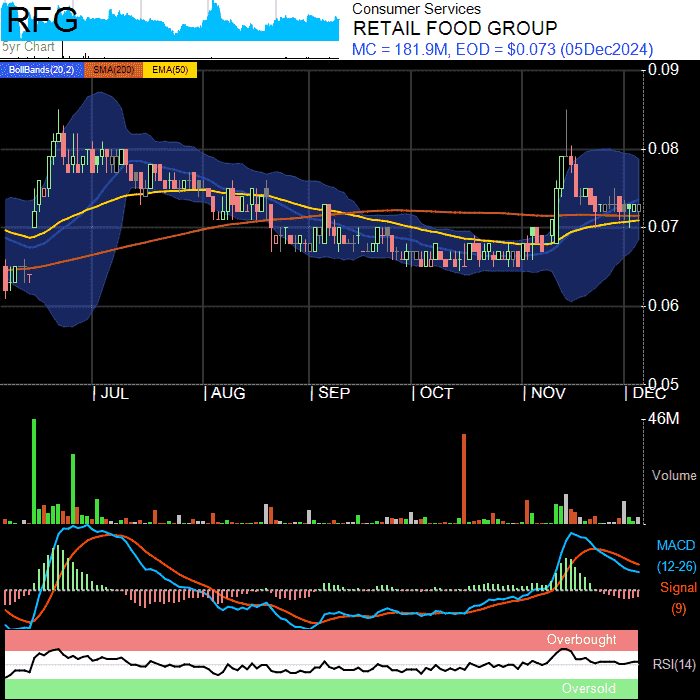 RFG
5yr Chart
Consumer Services
RETAIL FOOD GROUP
MC = 181.9M, EOD = $0.073 (05Dec2024)
BollBands(20,2) SMA(200) EMA(50)
0.09
0.08
0.07
0.06
0.05
JUL AUG SEP OCT NOV DEC
46M
Volume
MACD
(12-26)
Signal
(9)
Overbought
RSI(14)
Oversold